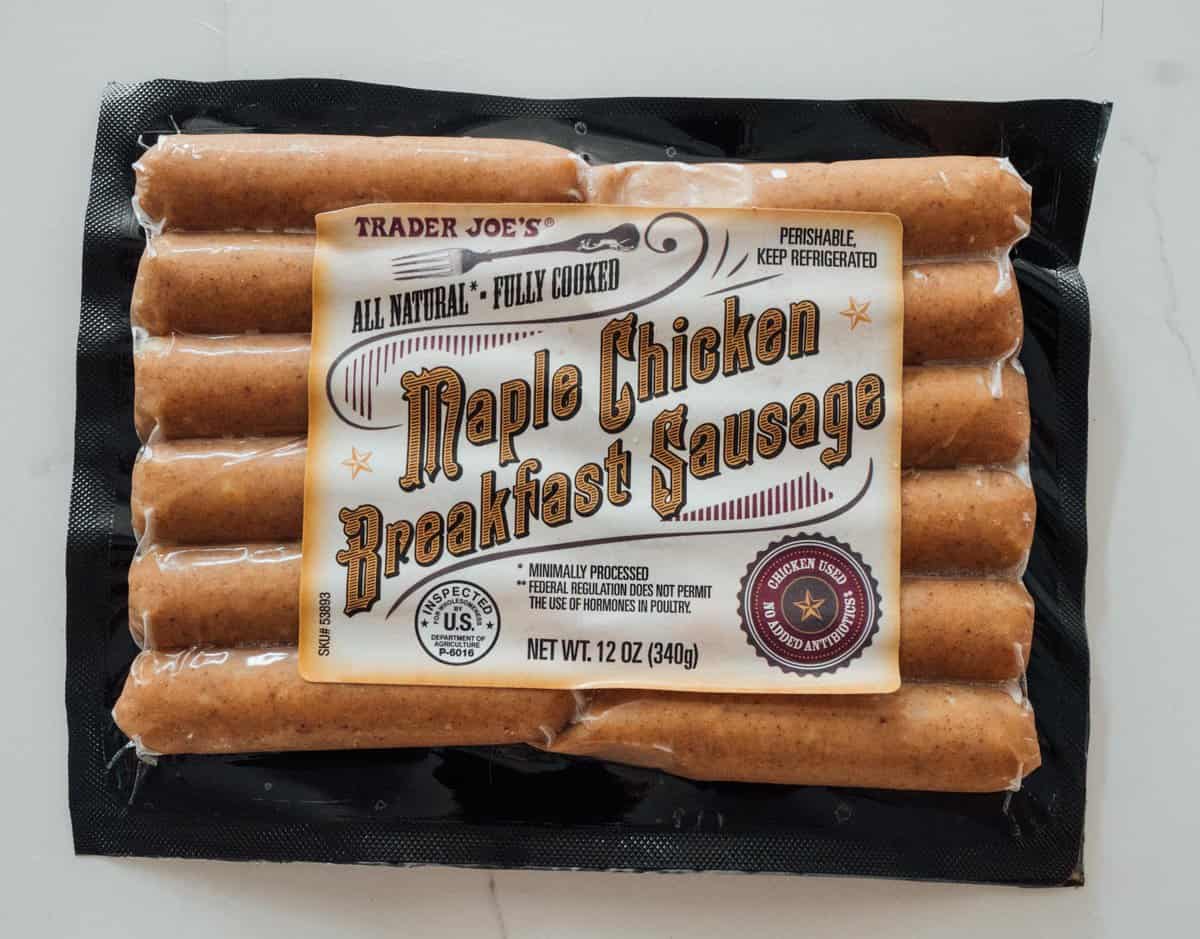 TRADER JOE'S®
ALL NATURAL* • FULLY COOKED
PERISHABLE,
KEEP REFRIGERATED
Maple Chicken
Breakfast Sausage
* MINIMALLY PROCESSED
** FEDERAL REGULATION DOES NOT PERMIT
THE USE OF HORMONES IN POULTRY.
SKU# 53893
INSPECTED
FOR WHOLESOMENESS
BY
U.S.
DEPARTMENT OF
AGRICULTURE
P-6016
NET WT. 12 OZ (340g)
CHICKEN USED
NO ADDED ANTIBIOTICS